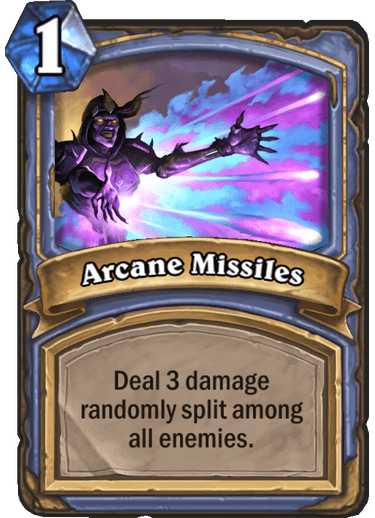 1
Arcane Missiles
Deal 3 damage
randomly split among
all enemies.